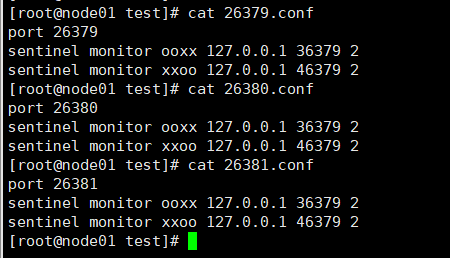 [root@node01 test]# cat 26379.conf
port 26379
sentinel monitor ooxx 127.0.0.1 36379 2
sentinel monitor xxoo 127.0.0.1 46379 2
[root@node01 test]# cat 26380.conf
port 26380
sentinel monitor ooxx 127.0.0.1 36379 2
sentinel monitor xxoo 127.0.0.1 46379 2
[root@node01 test]# cat 26381.conf
port 26381
sentinel monitor ooxx 127.0.0.1 36379 2
sentinel monitor xxoo 127.0.0.1 46379 2
[root@node01 test]#